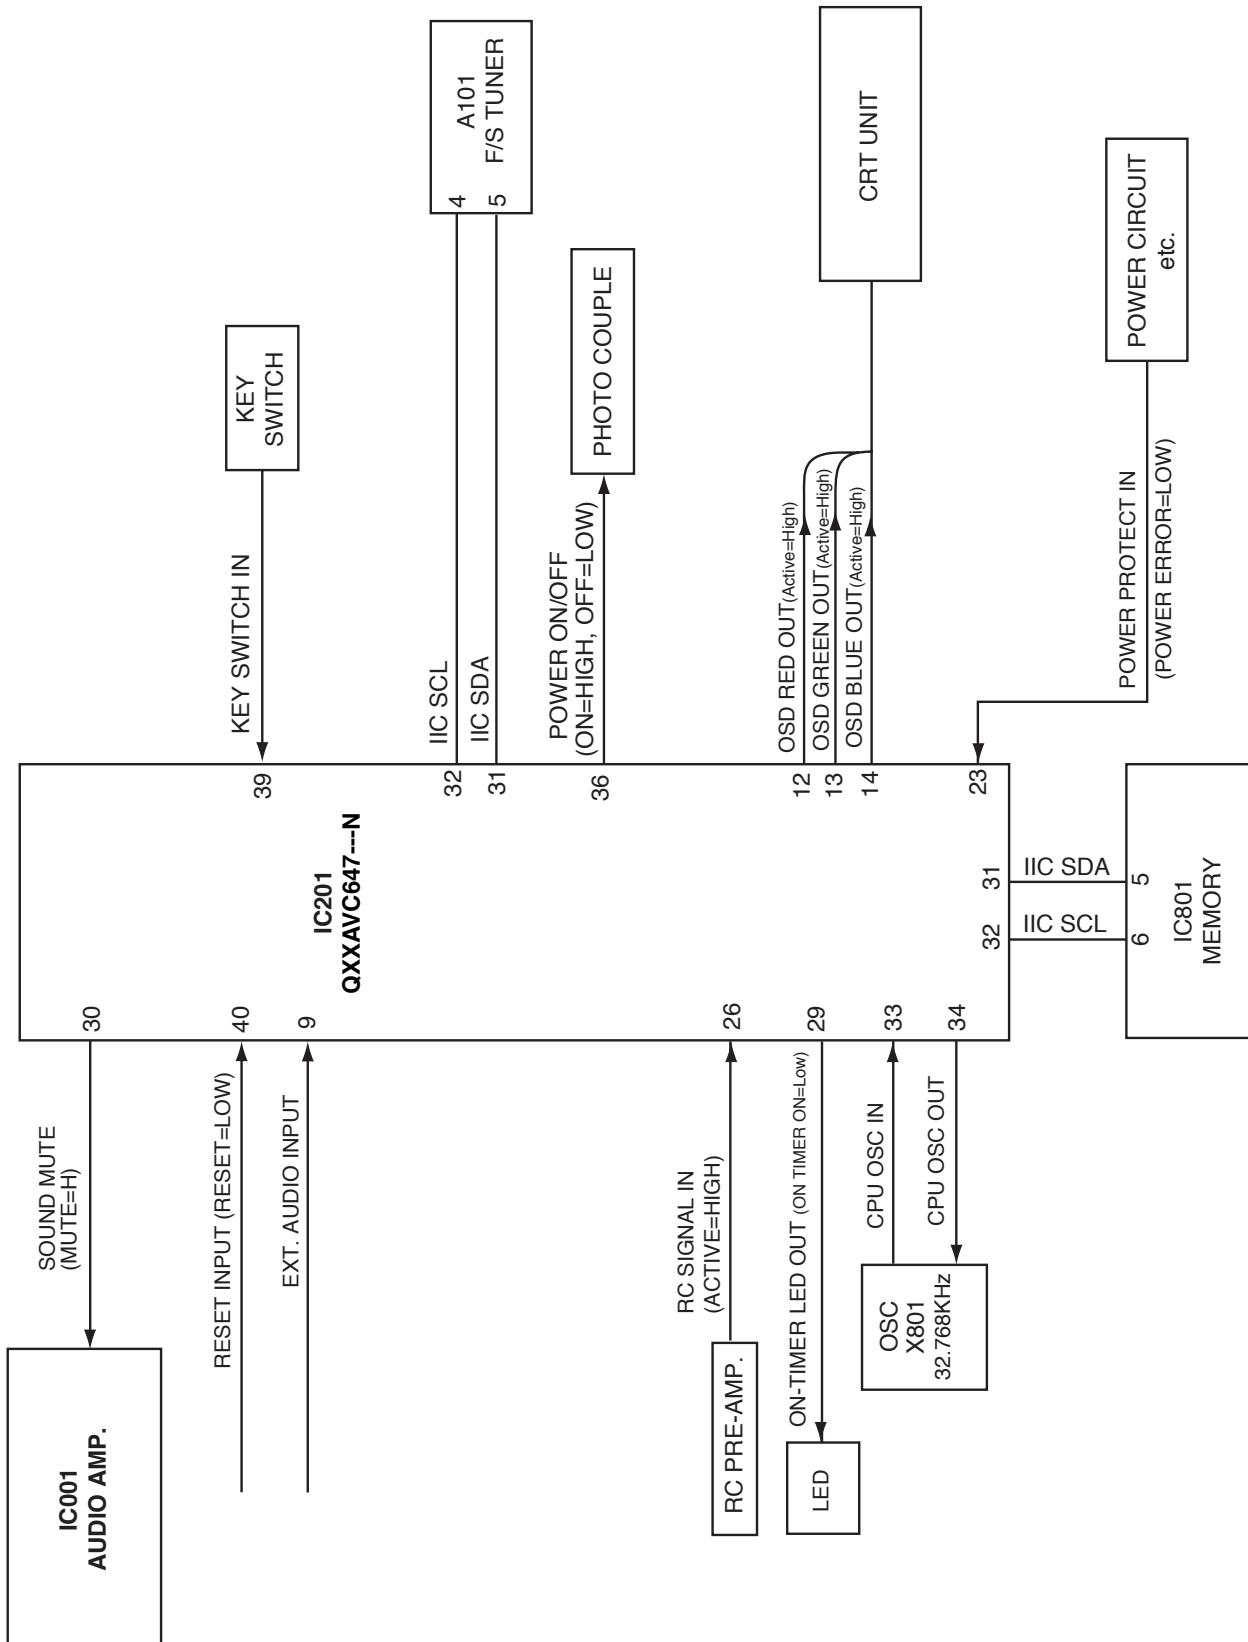 IC001
AUDIO AMP.
SOUND MUTE
(MUTE=H)
30
RESET INPUT (RESET=LOW)
40
EXT. AUDIO INPUT
9
RC PRE-AMP.
RC SIGNAL IN
(ACTIVE=HIGH)
26
LED
ON-TIMER LED OUT (ON TIMER ON=Low)
29
OSC
X801
32.768KHz
CPU OSC IN
33
CPU OSC OUT
34
IC201
QXXAVC647---N
39
KEY SWITCH IN
KEY
SWITCH
32
IIC SCL
4
31
IIC SDA
5
A101
F/S TUNER
36
POWER ON/OFF
(ON=HIGH, OFF=LOW)
PHOTO COUPLE
12
OSD RED OUT(Active=High)
13
OSD GREEN OUT(Active=High)
14
OSD BLUE OUT(Active=High)
CRT UNIT
23
POWER PROTECT IN
(POWER ERROR=LOW)
POWER CIRCUIT
etc.
32
IIC SCL
6
31
IIC SDA
5
IC801
MEMORY